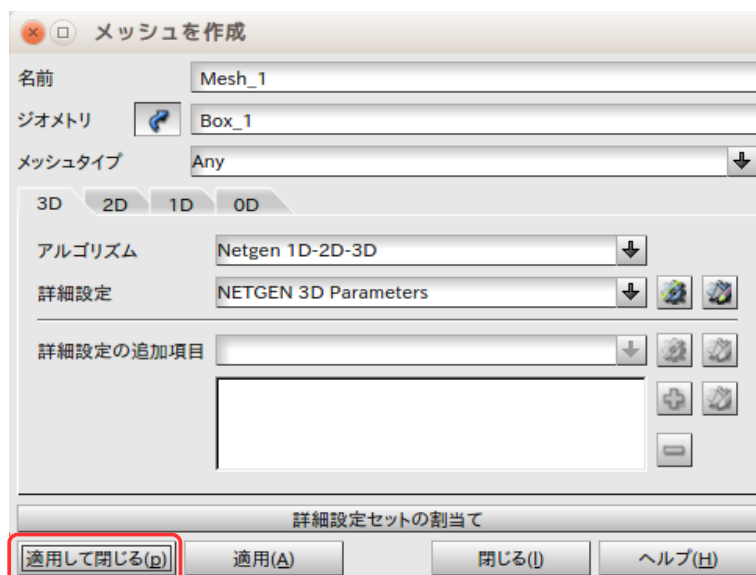 メッシュを作成
名前 Mesh_1
ジオメトリ Box_1
メッシュタイプ Any
3D 2D 1D 0D
アルゴリズム Netgen 1D-2D-3D
詳細設定 NETGEN 3D Parameters
詳細設定の追加項目
詳細設定セットの割当て
適用して閉じる(p) 適用(A) 閉じる(l) ヘルプ(H)